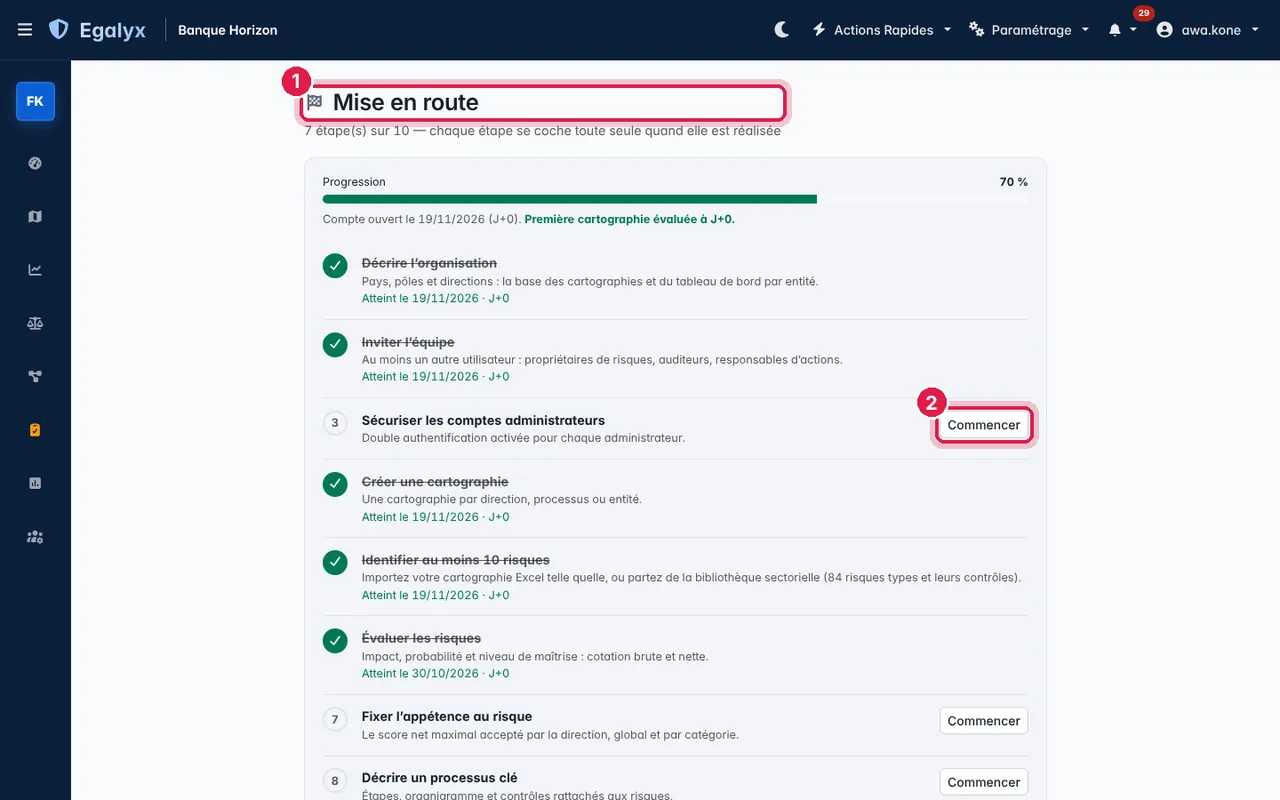 Egalyx
Banque Horizon
Actions Rapides
Paramétrage
29
awa.kone
FK
1
Mise en route
7 étape(s) sur 10 — chaque étape se coche toute seule quand elle est réalisée
Progression
70 %
Compte ouvert le 19/11/2026 (J+0). Première cartographie évaluée à J+0.
Décrire l’organisation
Pays, pôles et directions : la base des cartographies et du tableau de bord par entité.
Atteint le 19/11/2026 · J+0
Inviter l’équipe
Au moins un autre utilisateur : propriétaires de risques, auditeurs, responsables d’actions.
Atteint le 19/11/2026 · J+0
2
3
Sécuriser les comptes administrateurs
Commencer
Double authentification activée pour chaque administrateur.
Créer une cartographie
Une cartographie par direction, processus ou entité.
Atteint le 19/11/2026 · J+0
Identifier au moins 10 risques
Importez votre cartographie Excel telle quelle, ou partez de la bibliothèque sectorielle (84 risques types et leurs contrôles).
Atteint le 19/11/2026 · J+0
Évaluer les risques
Impact, probabilité et niveau de maîtrise : cotation brute et nette.
Atteint le 30/10/2026 · J+0
7
Fixer l’appétence au risque
Commencer
Le score net maximal accepté par la direction, global et par catégorie.
8
Décrire un processus clé
Commencer
Étapes, organigramme et contrôles rattachés aux risques.